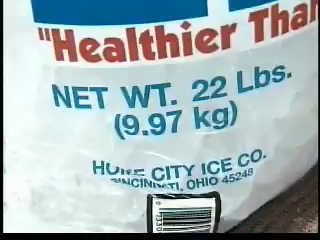 "Healthier Than
NET WT. 22 Lbs.
(9.97 kg)
HOME CITY ICE CO.
CINCINNATI, OHIO 45248